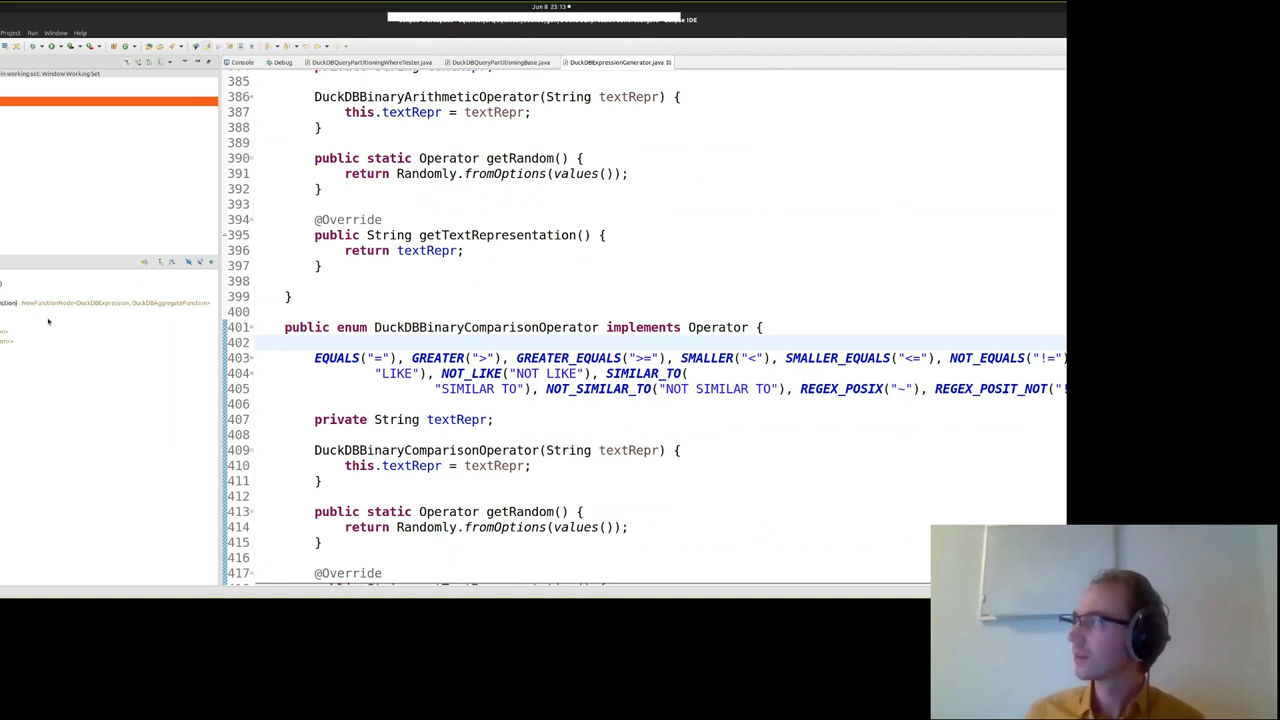 Jun 8 23:13
IDE
Project Run Window Help
in working set: Window Working Set
Console Debug DuckDBQueryPartitioningWhereTester.java DuckDBQueryPartitioningBase.java DuckDBExpressionGenerator.java
385
386 DuckDBBinaryArithmeticOperator(String textRepr) {
387 this.textRepr = textRepr;
388 }
389
390 public static Operator getRandom() {
391 return Randomly.fromOptions(values());
392 }
393
394 @Override
395 public String getTextRepresentation() {
396 return textRepr;
397 }
398
399 }
400
401 public enum DuckDBBinaryComparisonOperator implements Operator {
402
403 EQUALS("="), GREATER(">"), GREATER_EQUALS(">="), SMALLER("<"), SMALLER_EQUALS("<="), NOT_EQUALS("!=")
404 "LIKE"), NOT_LIKE("NOT LIKE"), SIMILAR_TO(
405 "SIMILAR TO"), NOT_SIMILAR_TO("NOT SIMILAR TO"), REGEX_POSIX("~"), REGEX_POSIT_NOT("!
406
407 private String textRepr;
408
409 DuckDBBinaryComparisonOperator(String textRepr) {
410 this.textRepr = textRepr;
411 }
412
413 public static Operator getRandom() {
414 return Randomly.fromOptions(values());
415 }
416
417 @Override
nction) : NewFunctionNode<DuckDBExpression, DuckDBAggregateFunction>